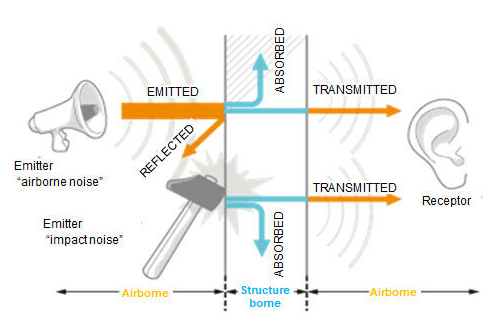 ABSORBED
EMITTED
TRANSMITTED
REFLECTED
Emitter
"airborne noise"
TRANSMITTED
Receptor
Emitter
"impact noise"
ABSORBED
Airborne
Structure
borne
Airborne